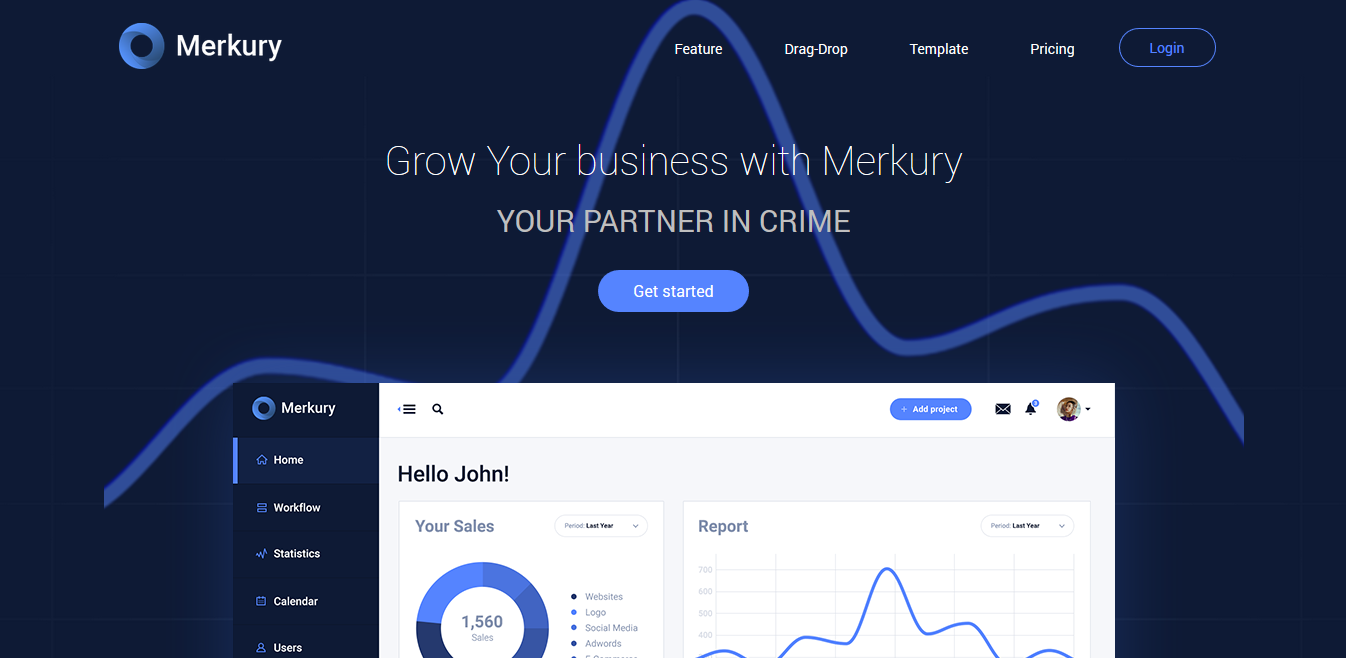 Merkury
Feature
Drag-Drop
Template
Pricing
Login
Grow Your business with Merkury
YOUR PARTNER IN CRIME
Get started
Merkury
+ Add project
Home
Workflow
Statistics
Calendar
Users
Hello John!
Your Sales
Period: Last Year
1,560
Sales
Websites
Logo
Social Media
Adwords
E-Commerce
Report
Period: Last Year
700
600
500
400